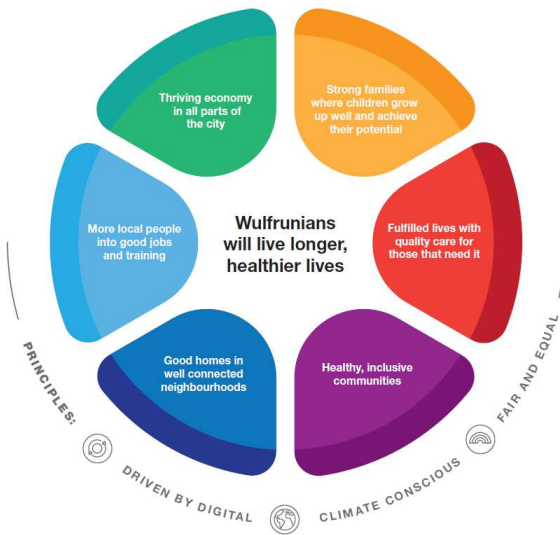 Thriving economy
in all parts of
the city
Strong families
where children grow
up well and achieve
their potential
More local people
into good jobs
and training
Wulfrunians
will live longer,
healthier lives
Fulfilled lives with
quality care for
those that need it
Good homes in
well connected
neighbourhoods
Healthy, inclusive
communities
PRINCIPLES:
DRIVEN BY DIGITAL
CLIMATE CONSCIOUS
FAIR AND EQUAL